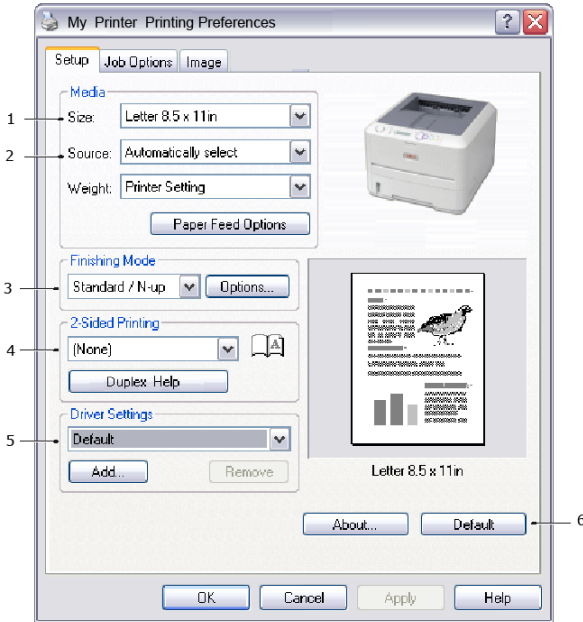 My Printer Printing Preferences
Setup Job Options Image
Media
1 Size: Letter 8.5 x 11in
2 Source: Automatically select
Weight: Printer Setting
Paper Feed Options
Finishing Mode
3 Standard / N-up Options...
2-Sided Printing
4 (None) A
Duplex Help
Driver Settings
5 Default
Add... Remove
Letter 8.5 x 11in
About... Default 6
OK Cancel Apply Help